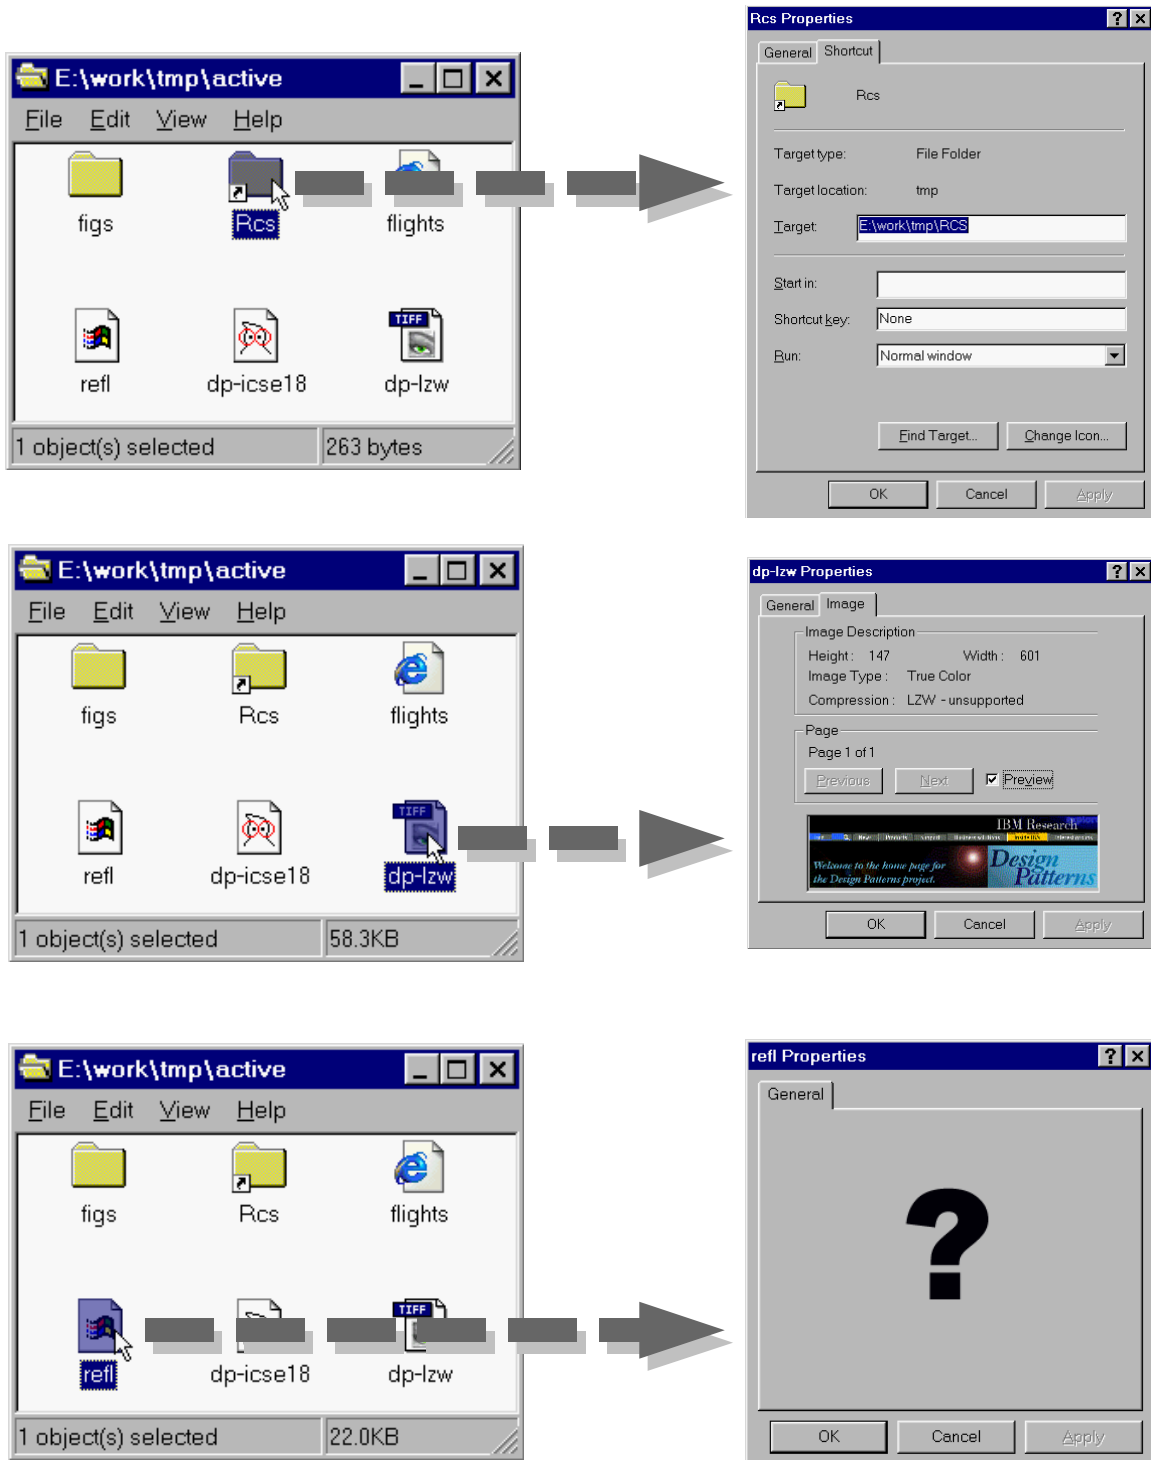 E:\work\tmp\active
File Edit View Help
figs Rcs flights
TIFF
refl dp-icse18 dp-lzw
1 object(s) selected 263 bytes
Rcs Properties
General Shortcut
Rcs
Target type: File Folder
Target location: tmp
Target: E:\work\tmp\RCS
Start in:
Shortcut key: None
Run: Normal window
Find Target... Change Icon...
OK Cancel Apply
E:\work\tmp\active
File Edit View Help
figs Rcs flights
TIFF
refl dp-icse18 dp-lzw
1 object(s) selected 58.3KB
dp-lzw Properties
General Image
Image Description
Height: 147 Width: 601
Image Type: True Color
Compression: LZW - unsupported
Page
Page 1 of 1
Previous Next Preview
IBM Research
News Products Support
Welcome to the home page for
the Design Patterns project.
Design
Patterns
OK Cancel Apply
E:\work\tmp\active
File Edit View Help
figs Rcs flights
TIFF
refl dp-icse18 dp-lzw
1 object(s) selected 22.0KB
refl Properties
General
?
OK Cancel Apply